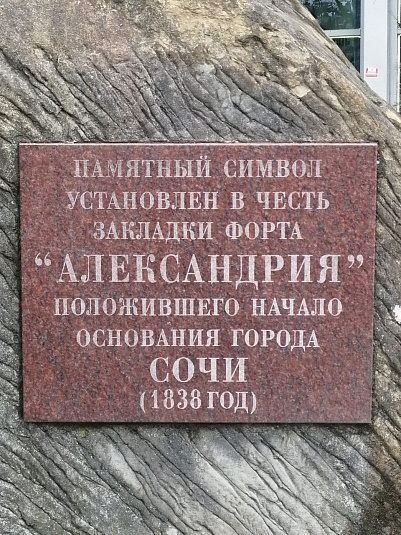 ПАМЯТНЫЙ СИМВОЛ
УСТАНОВЛЕН В ЧЕСТЬ
ЗАКЛАДКИ ФОРТА
“АЛЕКСАНДРИЯ”
ПОЛОЖИВШЕГО НАЧАЛО
ОСНОВАНИЯ ГОРОДА
СОЧИ
(1838 ГОД)